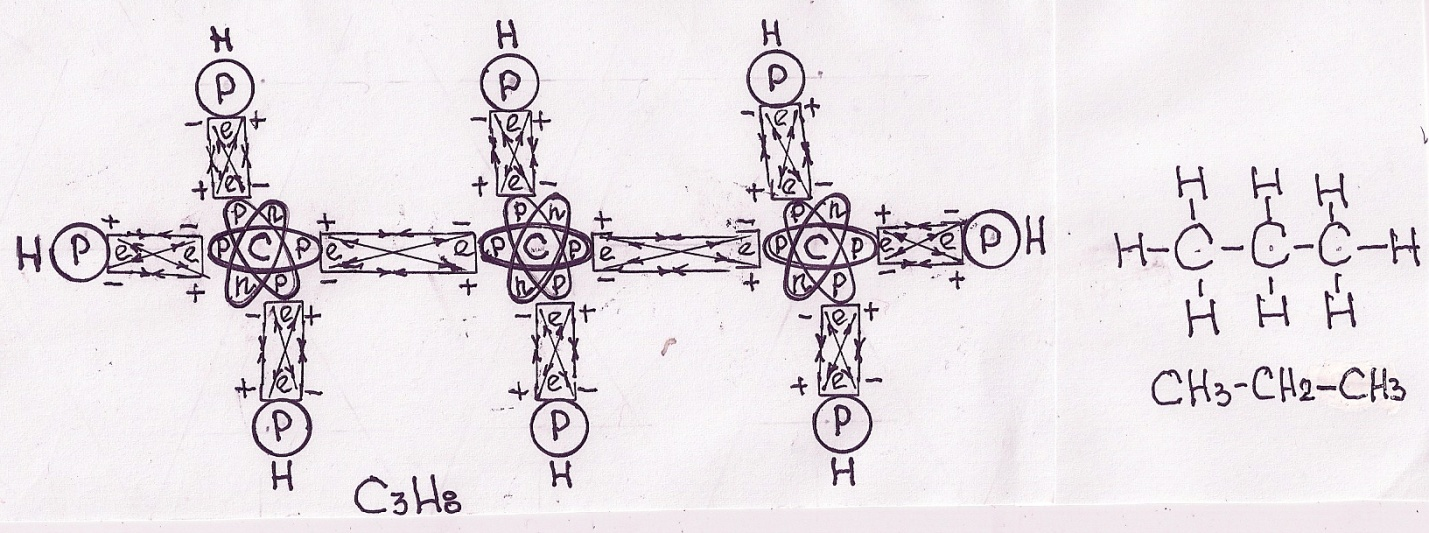 H H H
P P P
- e + - e + - e +
+ e - + e - + e -
p n p n p n
+ - + - + - + -
H P e e p C p e e p C p e e p C p e e P H
- + - + - + - +
n p n p n p
- e + - e + - e +
+ e - + e - + e -
P P P
H H H
C3H8
H H H
H-C-C-C-H
H H H
CH3-CH2-CH3